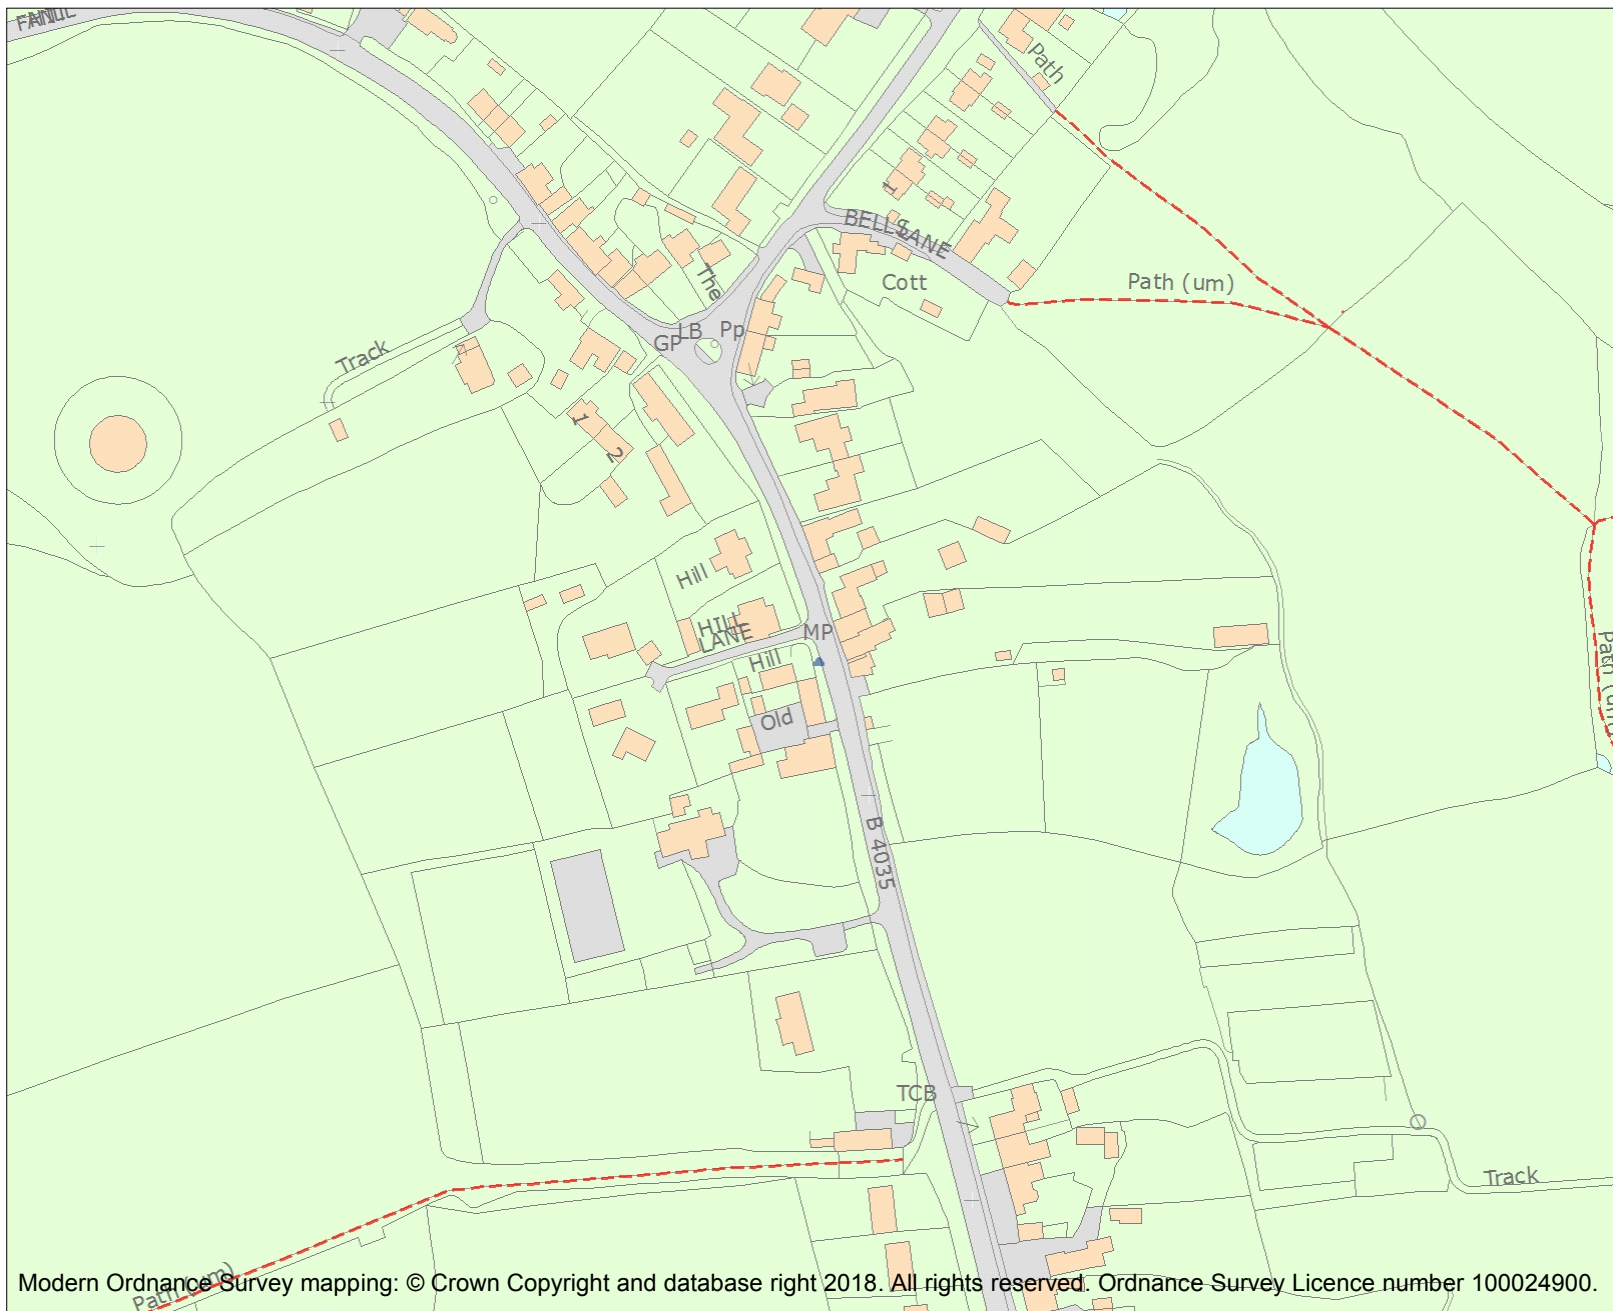 Path
1
BELL LANE
Cott
Path (um)
The
LB
Pp
GP
Track
1
2
Hill
HILL
LANE
MP
Hill
Old
Path (um)
B 4035
TCB
Track
Path (um)
Modern Ordnance Survey mapping: © Crown Copyright and database right 2018. All rights reserved. Ordnance Survey Licence number 100024900.